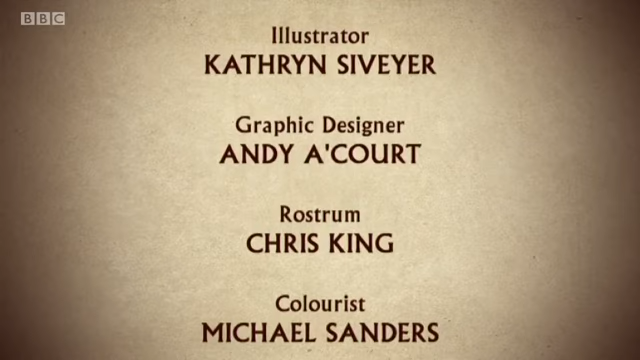 BBC
Illustrator
KATHRYN SIVEYER
Graphic Designer
ANDY A'COURT
Rostrum
CHRIS KING
Colourist
MICHAEL SANDERS